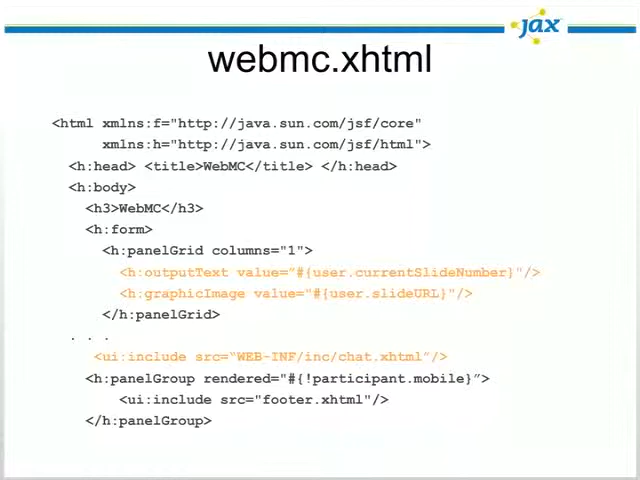 jax
webmc.xhtml
<html xmlns:f="http://java.sun.com/jsf/core"
xmlns:h="http://java.sun.com/jsf/html">
<h:head> <title>WebMC</title> </h:head>
<h:body>
<h3>WebMC</h3>
<h:form>
<h:panelGrid columns="1">
<h:outputText value=”#{user.currentSlideNumber}"/>
<h:graphicImage value="#{user.slideURL}"/>
</h:panelGrid>
. . .
<ui:include src=“WEB-INF/inc/chat.xhtml”/>
<h:panelGroup rendered="#{!participant.mobile}”>
<ui:include src="footer.xhtml"/>
</h:panelGroup>